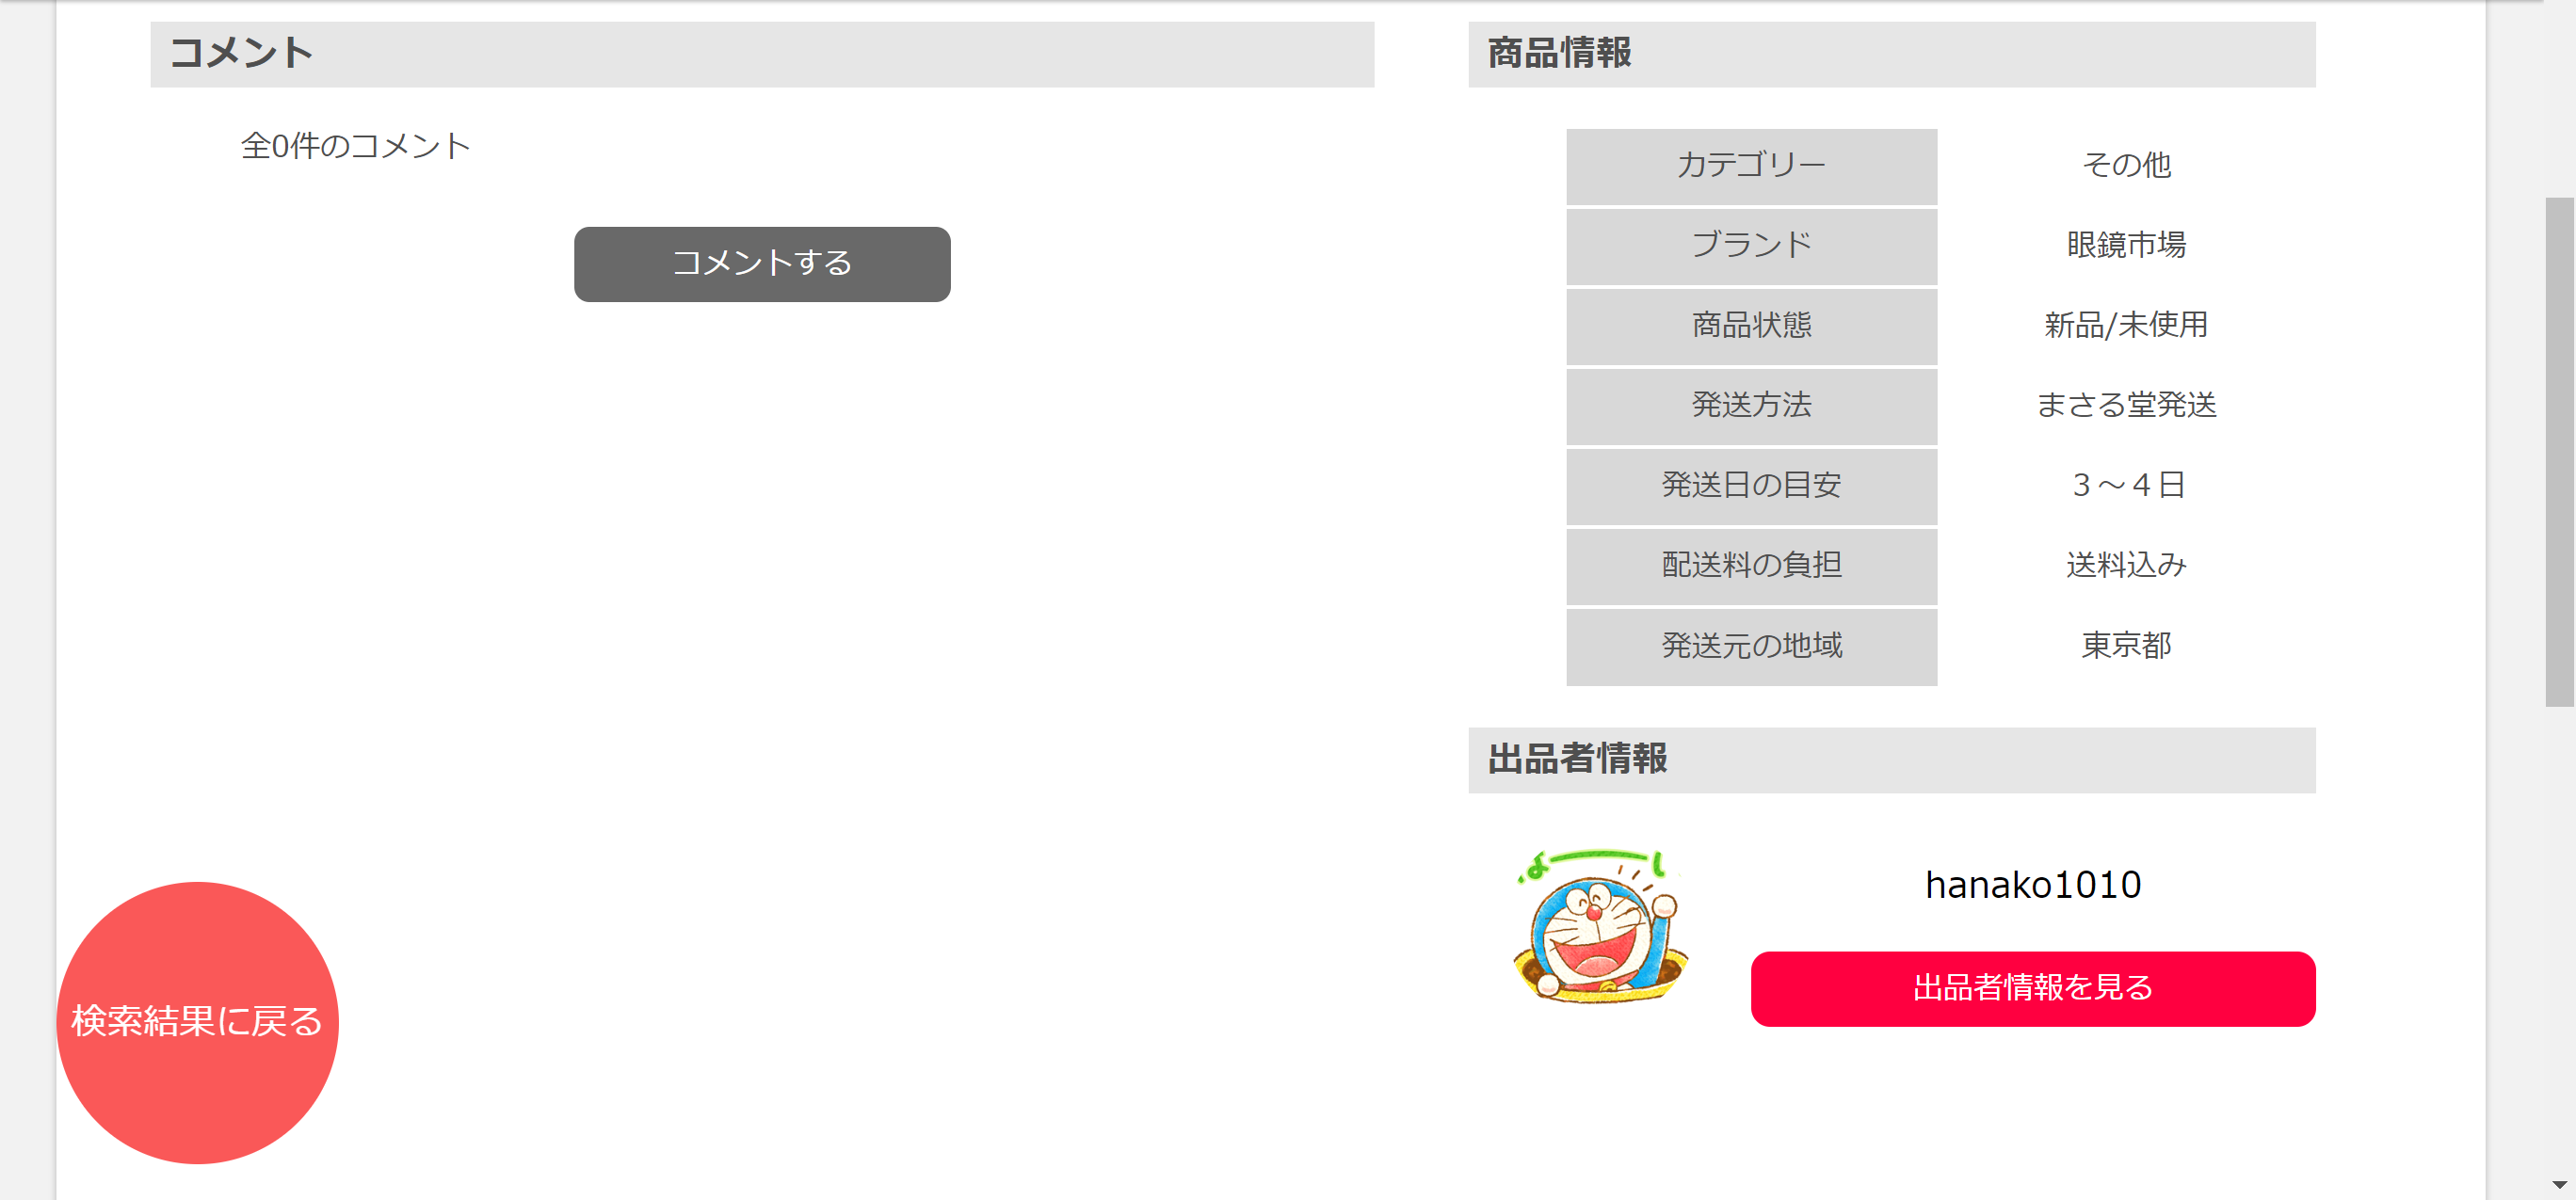 コメント
全0件のコメント
コメントする
商品情報
カテゴリー その他
ブランド 眼鏡市場
商品状態 新品/未使用
発送方法 まさる堂発送
発送日の目安 3～4日
配送料の負担 送料込み
発送元の地域 東京都
出品者情報
よーし
hanako1010
出品者情報を見る
検索結果に戻る